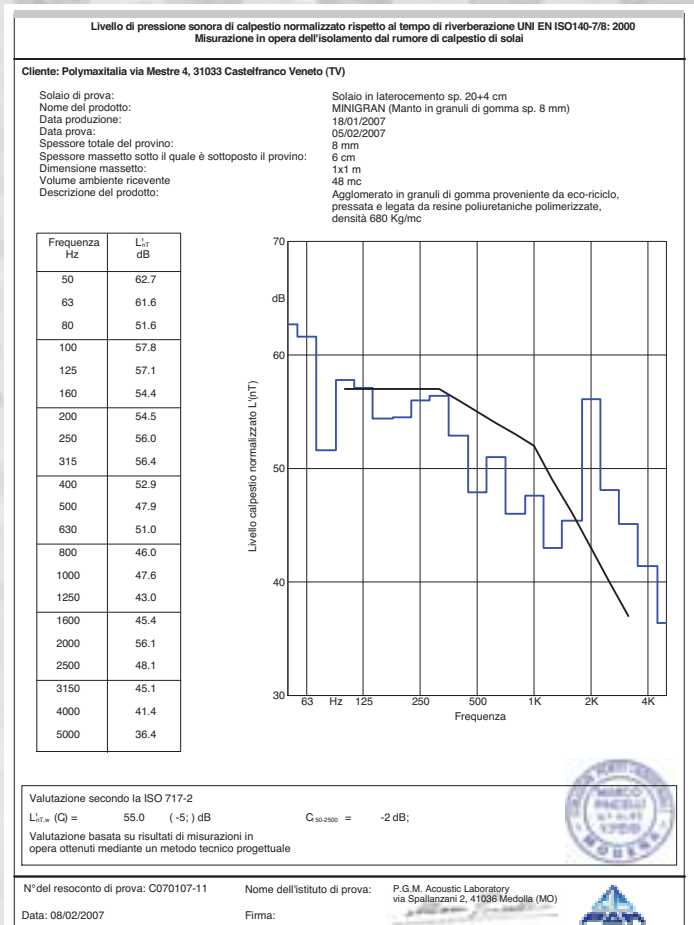 Livello di pressione sonora di calpestio normalizzato rispetto al tempo di riverberazione UNI EN ISO140-7/8: 2000
Misurazione in opera dell'isolamento dal rumore di calpestio di solai
Cliente: Polymaxitalia via Mestre 4, 31033 Castelfranco Veneto (TV)
Solaio di prova: Solaio in laterocemento sp. 20+4 cm
Nome del prodotto: MINIGRAN (Manto in granuli di gomma sp. 8 mm)
Data produzione: 18/01/2007
Data prova: 05/02/2007
Spessore totale del provino: 8 mm
Spessore massetto sotto il quale è sottoposto il provino: 6 cm
Dimensione massetto: 1x1 m
Volume ambiente ricevente 48 mc
Descrizione del prodotto: Agglomerato in granuli di gomma proveniente da eco-riciclo,
pressata e legata da resine poliuretaniche polimerizzate,
densità 680 Kg/mc
Frequenza L'nT
Hz dB
50 62.7
63 61.6
80 51.6
100 57.8
125 57.1
160 54.4
200 54.5
250 56.0
315 56.4
400 52.9
500 47.9
630 51.0
800 46.0
1000 47.6
1250 43.0
1600 45.4
2000 56.1
2500 48.1
3150 45.1
4000 41.4
5000 36.4
70
dB
60
50
40
30
Livello calpestio normalizzato L'(nT)
63 Hz 125 250 500 1K 2K 4K
Frequenza
Valutazione secondo la ISO 717-2
L'nT,w (CI) = 55.0 ( -5; ) dB CI 50-2500 = -2 dB;
Valutazione basata su risultati di misurazioni in
opera ottenuti mediante un metodo tecnico progettuale
MARCO
MODENA
N°del resoconto di prova: C070107-11 Nome dell'istituto di prova: P.G.M. Acoustic Laboratory
via Spallanzani 2, 41036 Medolla (MO)
Data: 08/02/2007 Firma: